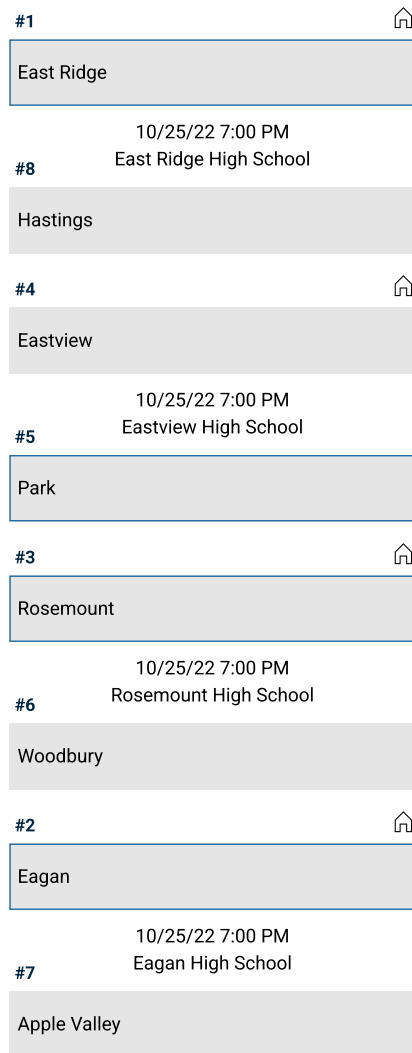 #1
East Ridge
10/25/22 7:00 PM
East Ridge High School
#8
Hastings
#4
Eastview
10/25/22 7:00 PM
Eastview High School
#5
Park
#3
Rosemount
10/25/22 7:00 PM
Rosemount High School
#6
Woodbury
#2
Eagan
10/25/22 7:00 PM
Eagan High School
#7
Apple Valley